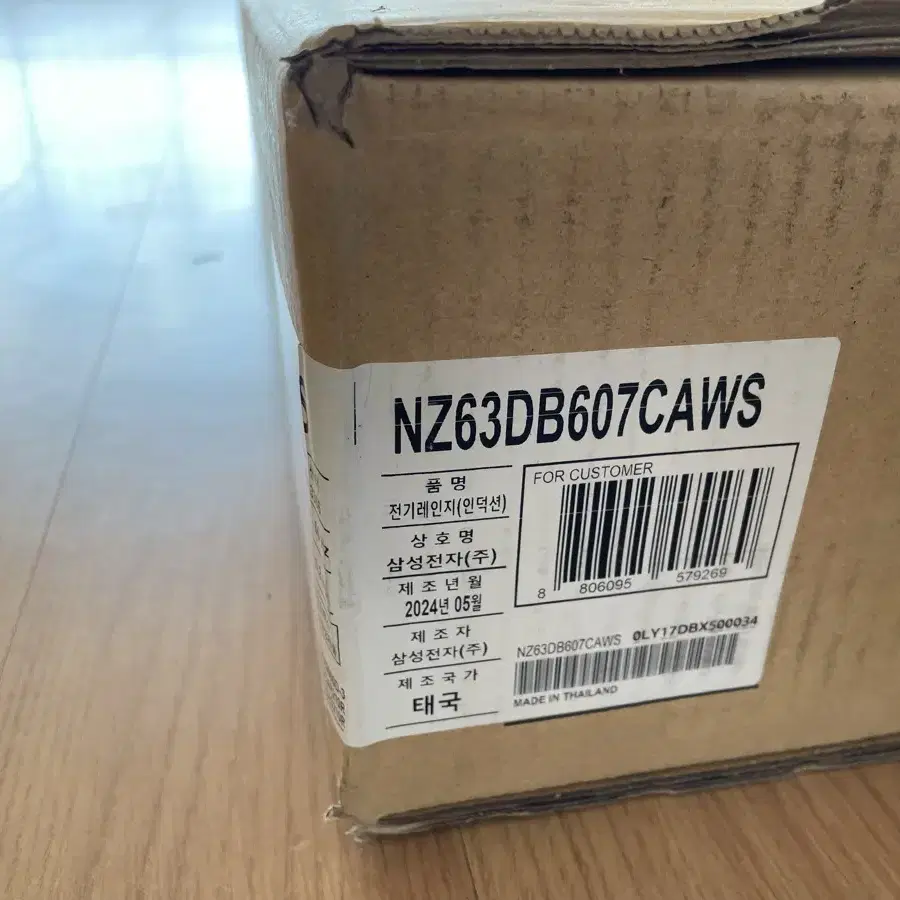 NZ63DB607CAWS
품 명
전기레인지(인덕션)
상 호 명
삼성전자(주)
제 조 년 월
2024년 05월
제 조 자
삼성전자(주)
제 조 국 가
태국
FOR CUSTOMER
8 806095 579269
NZ63DB607CAWS 0LY17DBX500034
MADE IN THAILAND